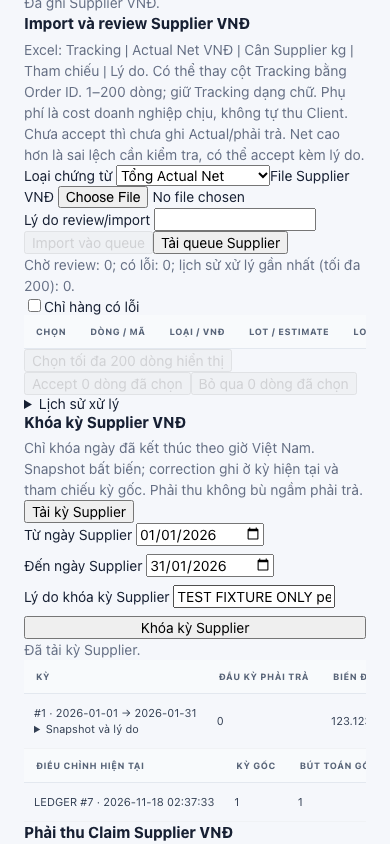 Đã ghi Supplier VNĐ.
Import và review Supplier VNĐ
Excel: Tracking | Actual Net VNĐ | Cân Supplier kg |
Tham chiếu | Lý do. Có thể thay cột Tracking bằng
Order ID. 1–200 dòng; giữ Tracking dạng chữ. Phụ
phí là cost doanh nghiệp chịu, không tự thu Client.
Chưa accept thì chưa ghi Actual/phải trả. Net cao
hơn là sai lệch cần kiểm tra, có thể accept kèm lý do.
Loại chứng từ Tổng Actual Net File Supplier
VNĐ Choose File No file chosen
Lý do review/import
Import vào queue Tải queue Supplier
Chờ review: 0; có lỗi: 0; lịch sử xử lý gần nhất (tối đa
200): 0.
Chỉ hàng có lỗi
CHỌN DÒNG / MÃ LOẠI / VNĐ LOT / ESTIMATE LO
Chọn tối đa 200 dòng hiển thị
Accept 0 dòng đã chọn Bỏ qua 0 dòng đã chọn
Lịch sử xử lý
Khóa kỳ Supplier VNĐ
Chỉ khóa ngày đã kết thúc theo giờ Việt Nam.
Snapshot bất biến; correction ghi ở kỳ hiện tại và
tham chiếu kỳ gốc. Phải thu không bù ngầm phải trả.
Tải kỳ Supplier
Từ ngày Supplier 01/01/2026
Đến ngày Supplier 31/01/2026
Lý do khóa kỳ Supplier TEST FIXTURE ONLY pe
Khóa kỳ Supplier
Đã tải kỳ Supplier.
KỲ ĐẦU KỲ PHẢI TRẢ BIẾN Đ
#1 · 2026-01-01 → 2026-01-31 0 123.123
Snapshot và lý do
ĐIỀU CHỈNH HIỆN TẠI KỲ GỐC BÚT TOÁN GỐ
LEDGER #7 · 2026-11-18 02:37:33 1 1
Phải thu Claim Supplier VNĐ